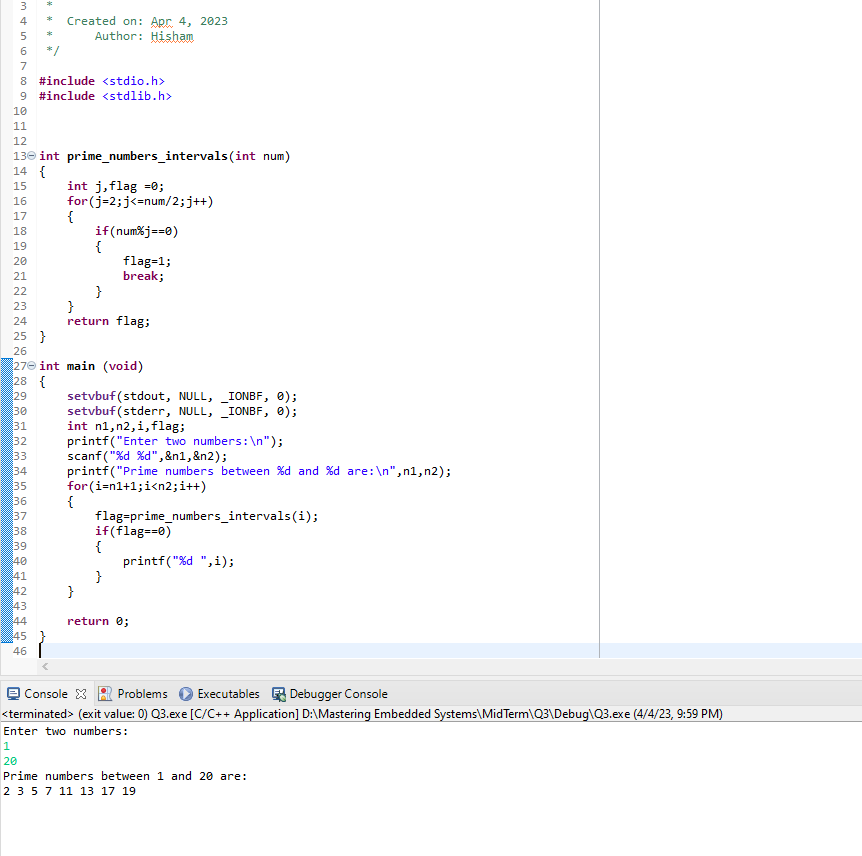 3 *
4 *  Created on: Apr 4, 2023
5 *      Author: Hisham
6 */
7
8 #include <stdio.h>
9 #include <stdlib.h>
10
11
12
13 int prime_numbers_intervals(int num)
14 {
15     int j,flag =0;
16     for(j=2;j<=num/2;j++)
17     {
18         if(num%j==0)
19         {
20             flag=1;
21             break;
22         }
23     }
24     return flag;
25 }
26
27 int main (void)
28 {
29     setvbuf(stdout, NULL, _IONBF, 0);
30     setvbuf(stderr, NULL, _IONBF, 0);
31     int n1,n2,i,flag;
32     printf("Enter two numbers:\n");
33     scanf("%d %d",&n1,&n2);
34     printf("Prime numbers between %d and %d are:\n",n1,n2);
35     for(i=n1+1;i<n2;i++)
36     {
37         flag=prime_numbers_intervals(i);
38         if(flag==0)
39         {
40             printf("%d ",i);
41         }
42     }
43
44     return 0;
45 }
46
Console Problems Executables Debugger Console
<terminated> (exit value: 0) Q3.exe [C/C++ Application] D:\Mastering Embedded Systems\MidTerm\Q3\Debug\Q3.exe (4/4/23, 9:59 PM)
Enter two numbers:
1
20
Prime numbers between 1 and 20 are:
2 3 5 7 11 13 17 19